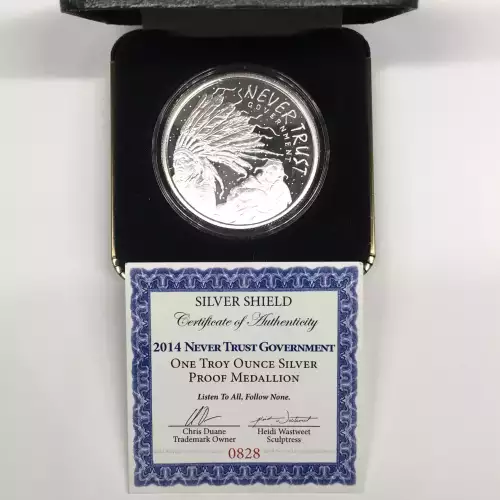 NEVER TRUST
GOVERNMENT
SILVER SHIELD
Certificate of Authenticity
2014 NEVER TRUST GOVERNMENT
ONE TROY OUNCE SILVER
PROOF MEDALLION
Listen To All, Follow None.
Chris Duane
Heidi Wastweet
Trademark Owner
Sculptress
0828